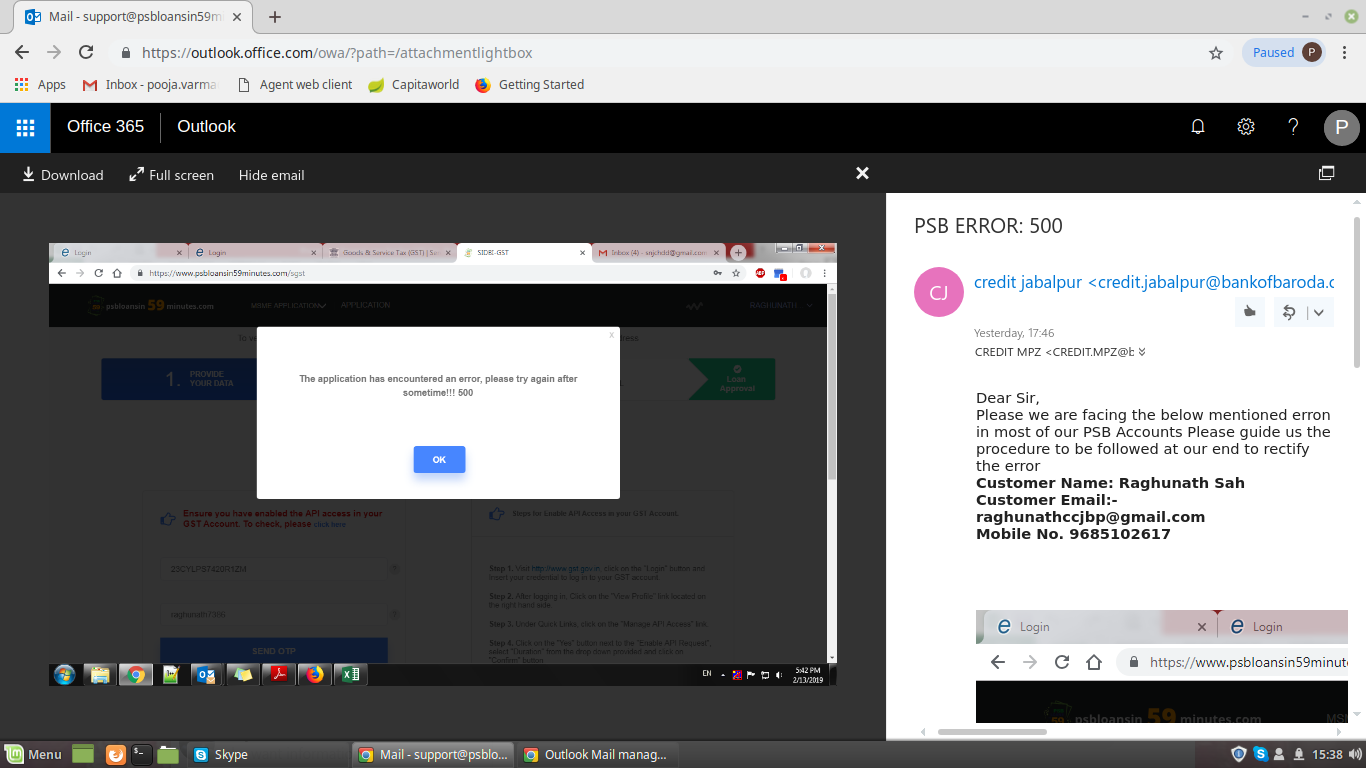 Mail - support@psbloansin59m
https://outlook.office.com/owa/?path=/attachmentlightbox
Paused P
Apps Inbox - pooja.varma Agent web client Capitaworld Getting Started
Office 365 Outlook P
Download Full screen Hide email
PSB ERROR: 500
CJ
credit jabalpur <credit.jabalpur@bankofbaroda.c
Yesterday, 17:46
CREDIT MPZ <CREDIT.MPZ@b
Dear Sir,
Please we are facing the below mentioned erron
in most of our PSB Accounts Please guide us the
procedure to be followed at our end to rectify
the error
Customer Name: Raghunath Sah
Customer Email:-
raghunathccjbp@gmail.com
Mobile No. 9685102617
Login Login
https://www.psbloansin59minut
psbloansin 59 minutes.com MS
Login Login Goods & Service Tax (GST) | Ser SIDBI-GST Inbox (4) - snjchdd@gmail.com
https://www.psbloansin59minutes.com/sgst
psbloansin 59 minutes.com MSME APPLICATION APPLICATION RAGHUNATH
To ve
dress
1. PROVIDE
YOUR DATA
Loan
Approval
x
The application has encountered an error, please try again after
sometime!!! 500
OK
Ensure you have enabled the API access in your
GST Account. To check, please click here
SEND OTP
Steps for Enable API Access in your GST Account.
Step 1. Visit http://www.gst.gov.in, click on the "Login" button and
Insert your credential to log in to your GST account
Step 2. After logging in, Click on the "View Profile" link located on
the right hand side
Step 3. Under Quick Links, click on the "Manage API Access" link
Step 4. Click on the "Yes" button next to the "Enable API Request",
select "Duration" from the drop-down provided and click on
"Confirm" button
EN 5:42 PM
2/13/2019
Menu Skype Mail - support@psblo... Outlook Mail manag... 15:38